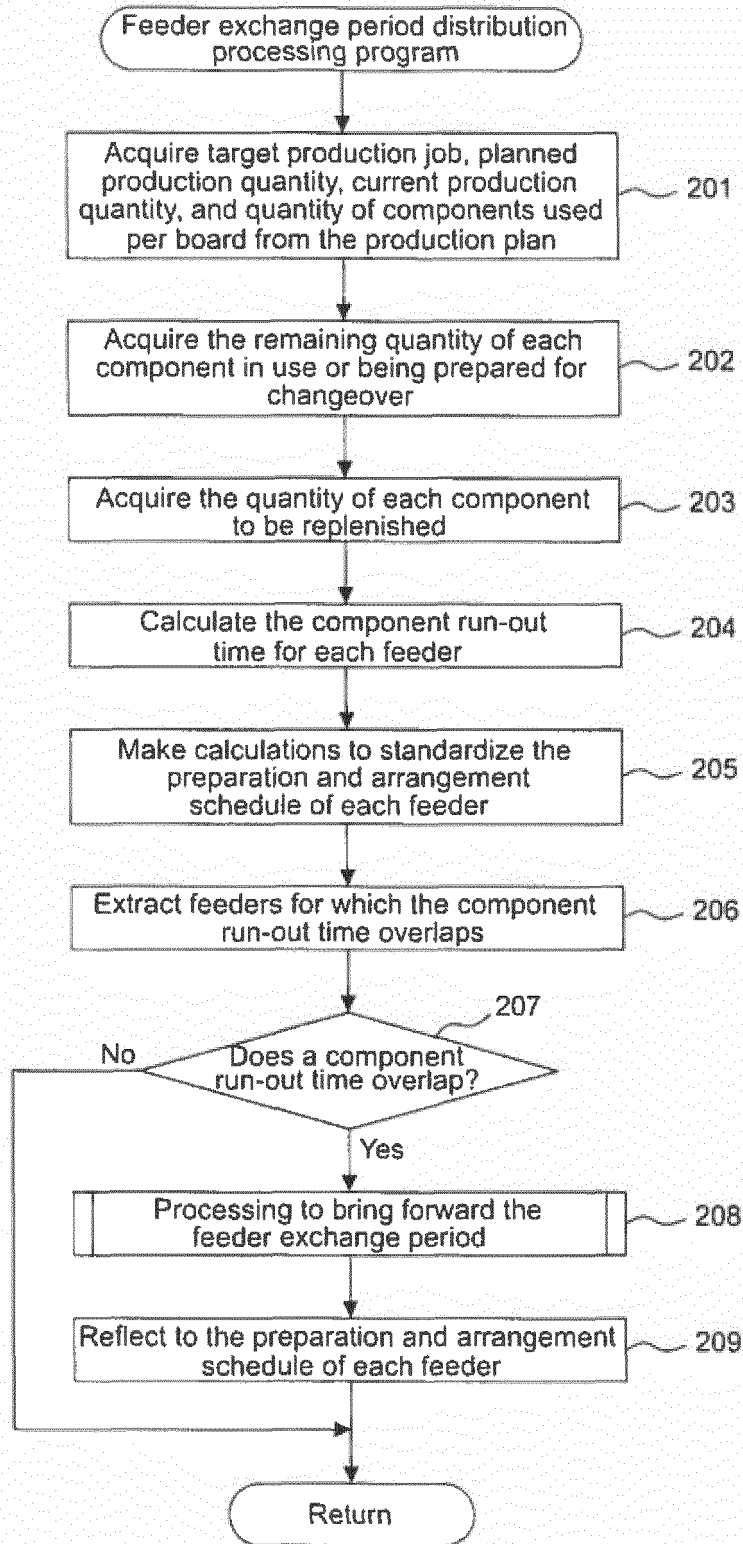 Feeder exchange period distribution
processing program
Acquire target production job, planned
production quantity, current production
quantity, and quantity of components used
per board from the production plan
201
Acquire the remaining quantity of each
component in use or being prepared for
changeover
202
Acquire the quantity of each component
to be replenished
203
Calculate the component run-out
time for each feeder
204
Make calculations to standardize the
preparation and arrangement
schedule of each feeder
205
Extract feeders for which the component
run-out time overlaps
206
207
No
Does a component
run-out time overlap?
Yes
Processing to bring forward the
feeder exchange period
208
Reflect to the preparation and arrangement
schedule of each feeder
209
Return